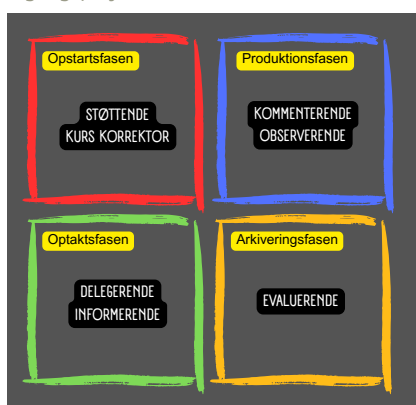 Opstartsfasen
STØTTENDE
KURS KORREKTOR
Produktionsfasen
KOMMENTERENDE
OBSERVERENDE
Optaktsfasen
DELEGERENDE
INFORMERENDE
Arkiveringsfasen
EVALUERENDE